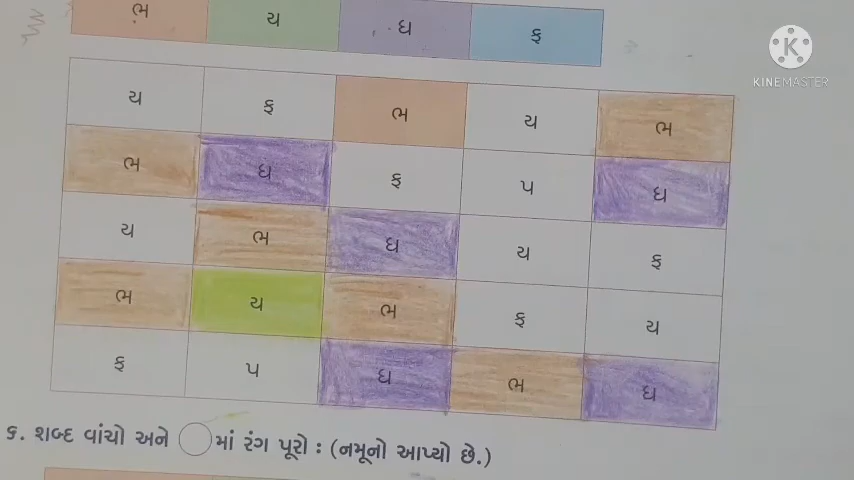 ભ ય ધ ફ
ય ફ ભ ય ભ
ભ ધ ફ પ ધ
ય ભ ધ ય ફ
ભ ય ભ ફ ય
ફ પ ધ ભ ધ
૬. શબ્દ વાંચો અને માં રંગ પૂરો : (નમૂનો આપ્યો છે.)
K
KINEMASTER